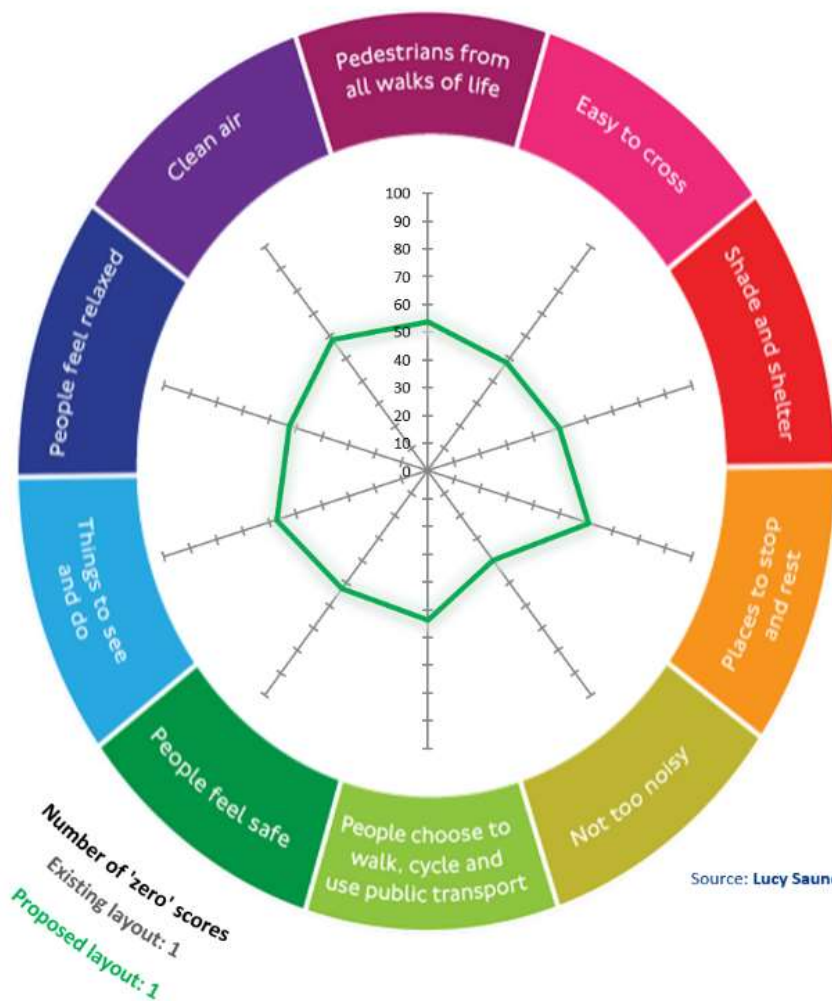 Pedestrians from
all walks of life
Easy to cross
Shade and shelter
Places to stop
and rest
Not too noisy
People choose to
walk, cycle and
use public transport
People feel safe
Things to see
and do
People feel relaxed
Clean air
100
90
80
70
60
50
40
30
20
10
0
Number of 'zero' scores
Existing layout: 1
Proposed layout: 1
Source: Lucy Saun